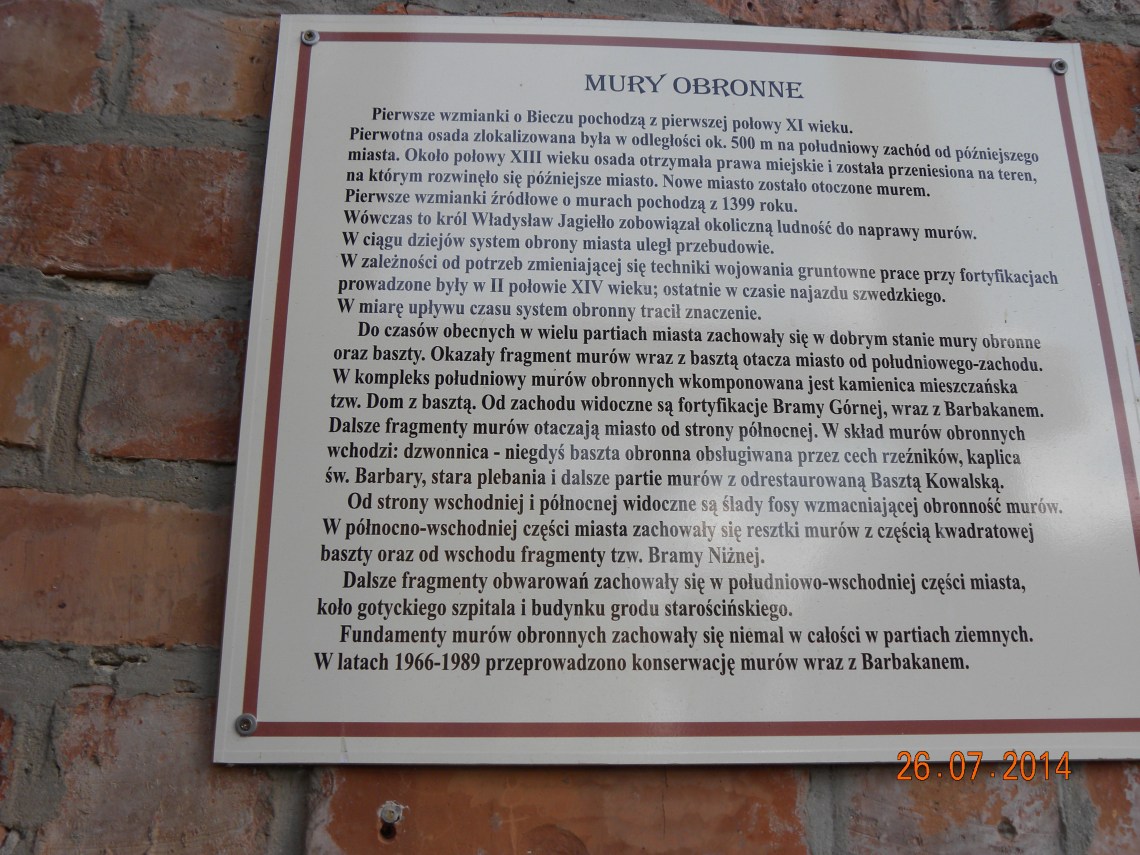 MURY OBRONNE
Pierwsze wzmianki o Bieczu pochodzą z pierwszej połowy XI wieku.
Pierwotna osada zlokalizowana była w odległości ok. 500 m na południowy zachód od późniejszego
miasta. Około połowy XIII wieku osada otrzymała prawa miejskie i została przeniesiona na teren,
na którym rozwinęło się późniejsze miasto. Nowe miasto zostało otoczone murem.
Pierwsze wzmianki źródłowe o murach pochodzą z 1399 roku.
Wówczas to król Władysław Jagiełło zobowiązał okoliczną ludność do naprawy murów.
W ciągu dziejów system obrony miasta uległ przebudowie.
W zależności od potrzeb zmieniającej się techniki wojowania gruntowne prace przy fortyfikacjach
prowadzone były w II połowie XIV wieku; ostatnie w czasie najazdu szwedzkiego.
W miarę upływu czasu system obronny tracił znaczenie.
Do czasów obecnych w wielu partiach miasta zachowały się w dobrym stanie mury obronne
oraz baszty. Okazały fragment murów wraz z basztą otacza miasto od południowego-zachodu.
W kompleks południowy murów obronnych wkomponowana jest kamienica mieszczańska
tzw. Dom z basztą. Od zachodu widoczne są fortyfikacje Bramy Górnej, wraz z Barbakanem.
Dalsze fragmenty murów otaczają miasto od strony północnej. W skład murów obronnych
wchodzi: dzwonnica - niegdyś baszta obronna obsługiwana przez cech rzeźników, kaplica
św. Barbary, stara plebania i dalsze partie murów z odrestaurowaną Basztą Kowalską.
Od strony wschodniej i północnej widoczne są ślady fosy wzmacniającej obronność murów.
W północno-wschodniej części miasta zachowały się resztki murów z częścią kwadratowej
baszty oraz od wschodu fragmenty tzw. Bramy Niżnej.
Dalsze fragmenty obwarowań zachowały się w południowo-wschodniej części miasta,
koło gotyckiego szpitala i budynku grodu starościńskiego.
Fundamenty murów obronnych zachowały się niemal w całości w partiach ziemnych.
W latach 1966-1989 przeprowadzono konserwację murów wraz z Barbakanem.
26.07.2014